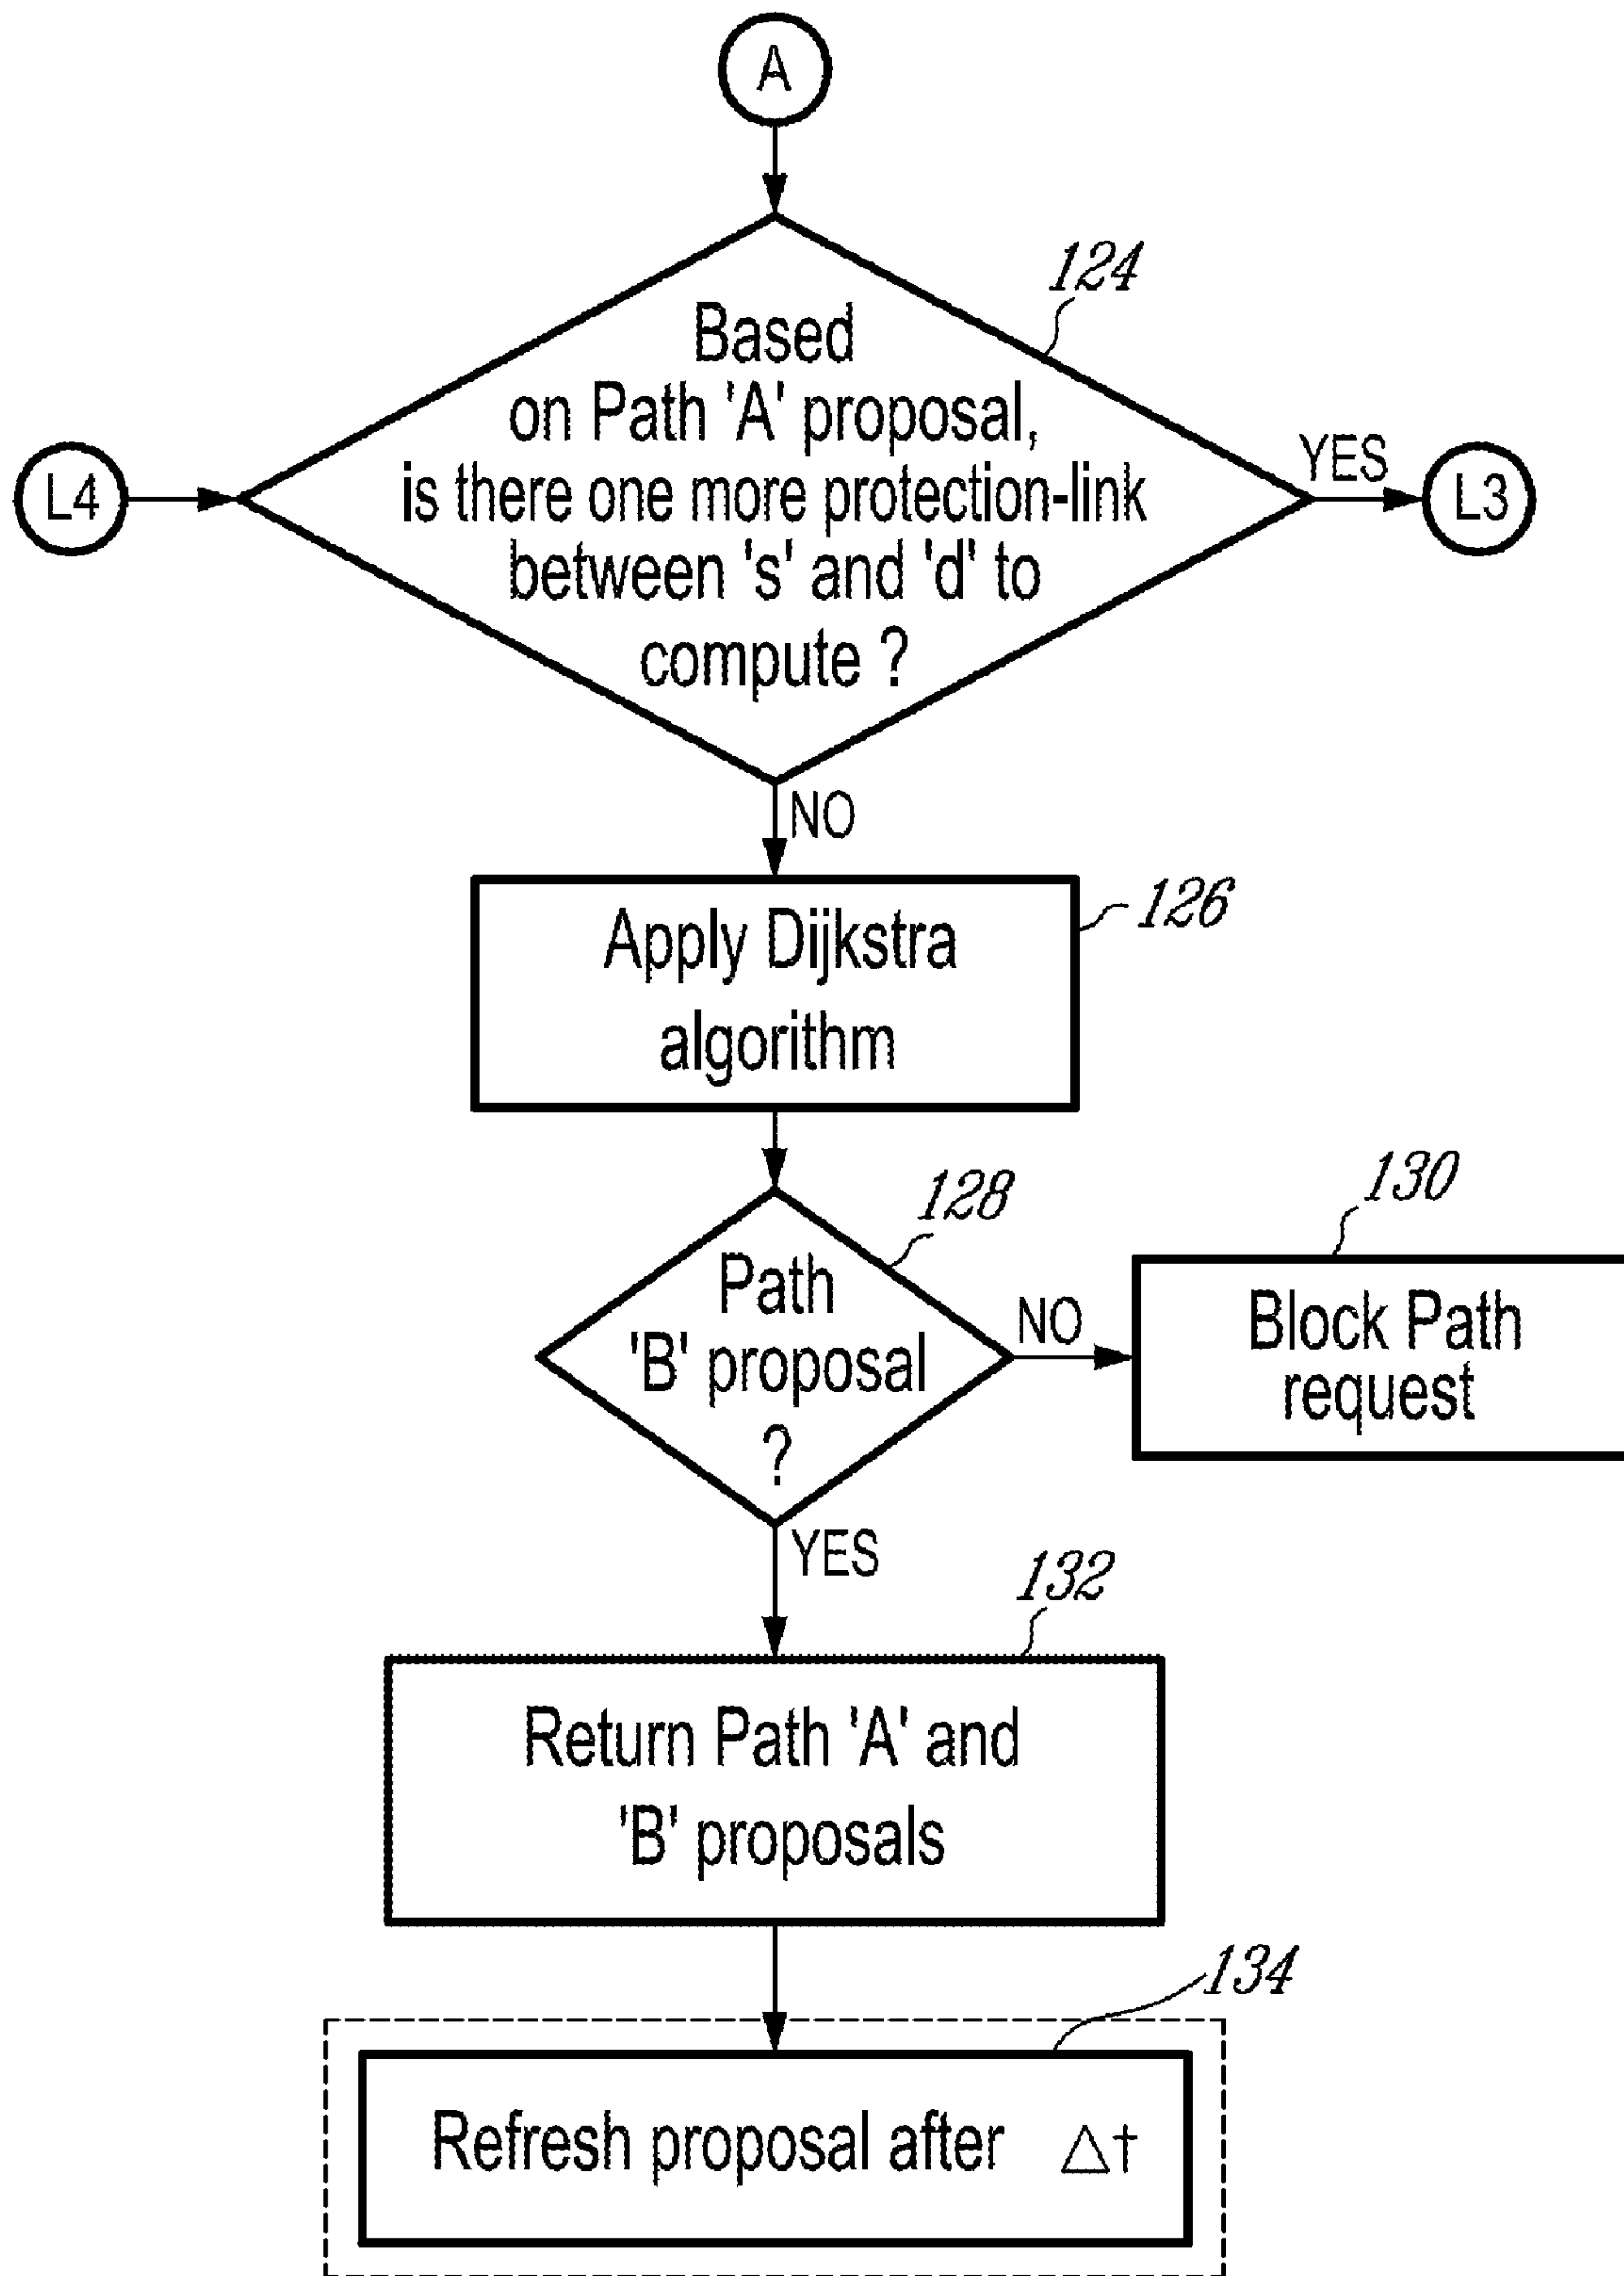 A
124
Based
on Path 'A' proposal,
is there one more protection-link
between 's' and 'd' to
compute ?
L4
YES
L3
NO
Apply Dijkstra
algorithm
126
128
130
Path
'B' proposal
?
NO
Block Path
request
YES
132
Return Path 'A' and
'B' proposals
134
Refresh proposal after △t